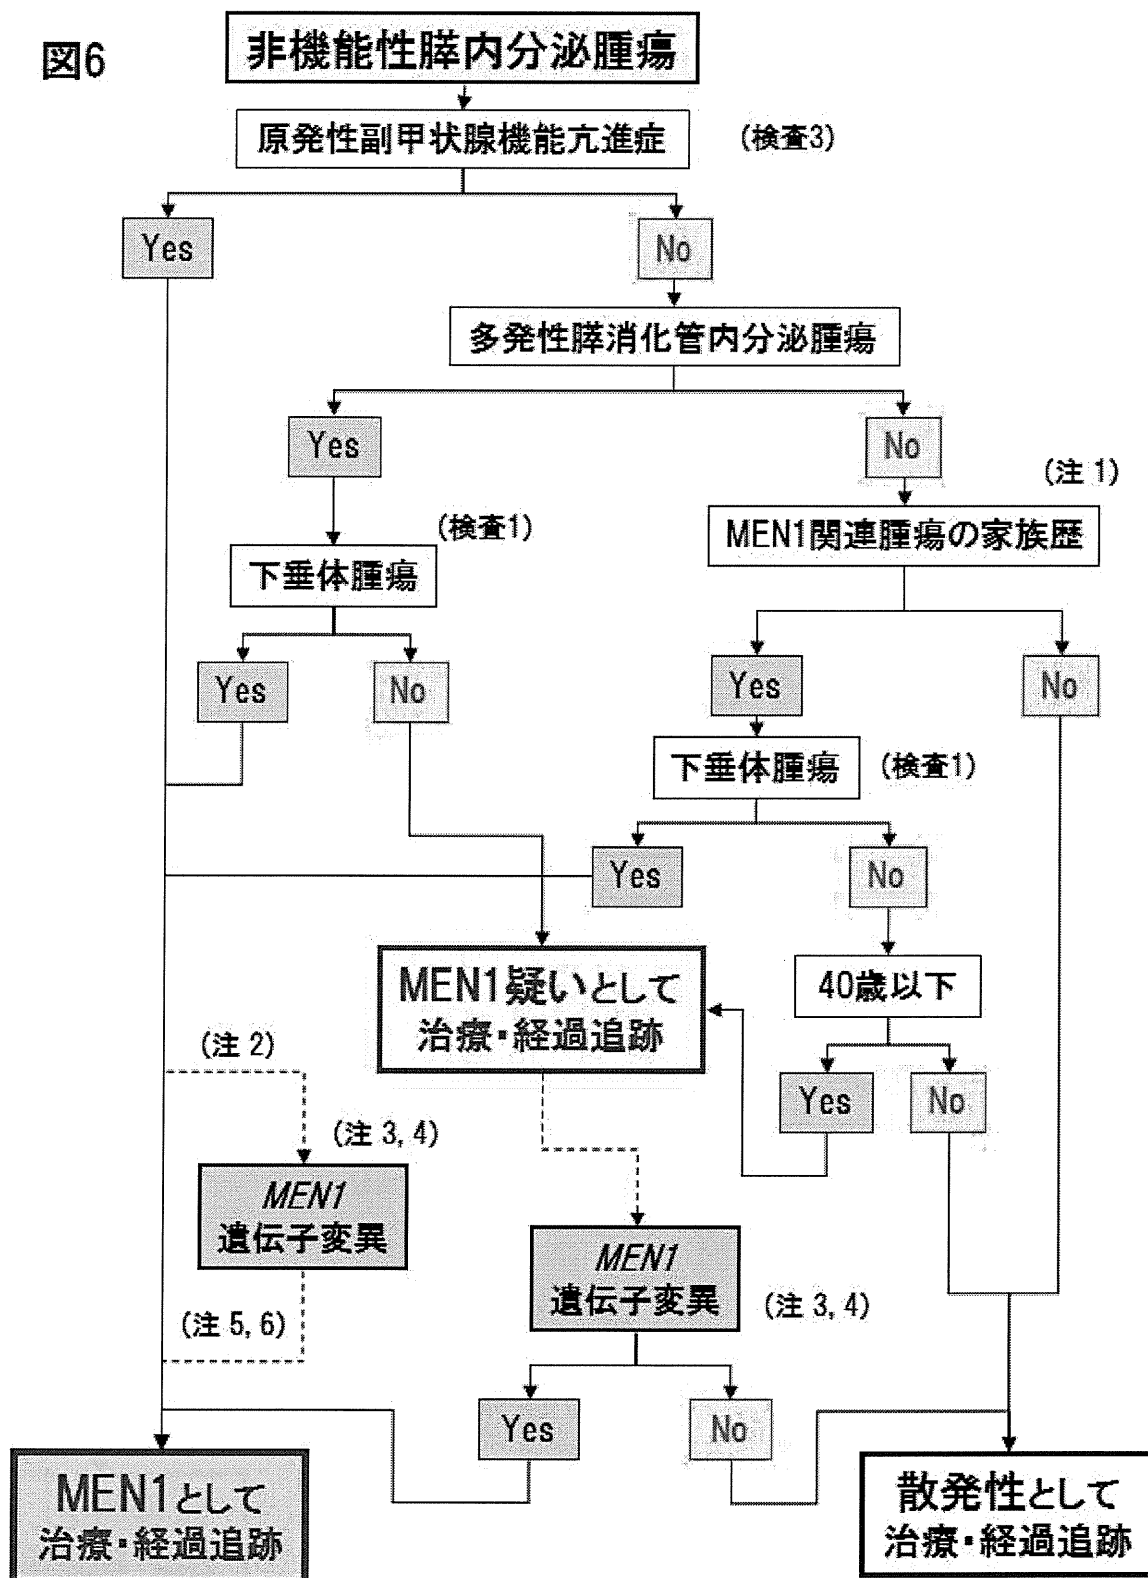 図6
非機能性膵内分泌腫瘍
原発性副甲状腺機能亢進症
(検査3)
Yes
No
多発性膵消化管内分泌腫瘍
Yes
No
(注 1)
(検査1)
MEN1関連腫瘍の家族歴
下垂体腫瘍
Yes
No
Yes
No
下垂体腫瘍
(検査1)
Yes
No
MEN1疑いとして
治療・経過追跡
40歳以下
(注 2)
Yes
No
(注 3, 4)
MEN1
遺伝子変異
MEN1
遺伝子変異
(注 3, 4)
(注 5, 6)
Yes
No
MEN1として
治療・経過追跡
散発性として
治療・経過追跡